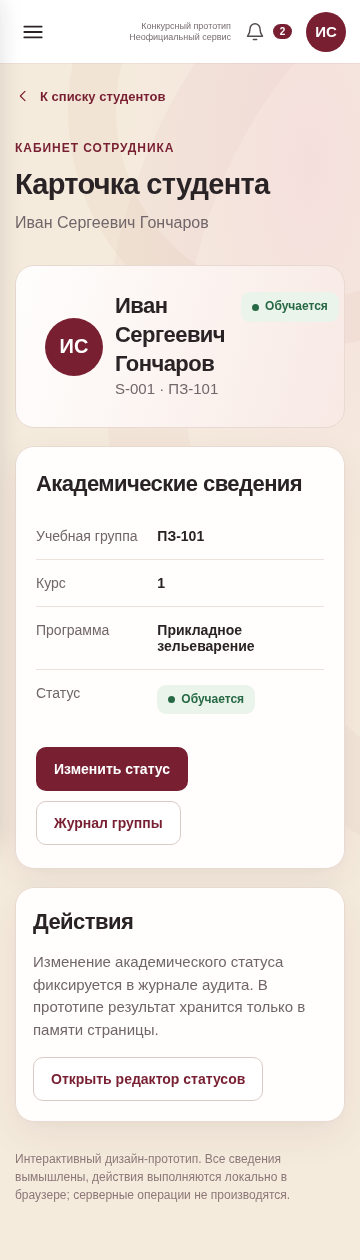 Конкурсный прототип
Неофициальный сервис
2
ИС
К списку студентов
КАБИНЕТ СОТРУДНИКА
Карточка студента
Иван Сергеевич Гончаров
ИС
Иван
Сергеевич
Гончаров
S-001 · ПЗ-101
Обучается
Академические сведения
Учебная группа ПЗ-101
Курс 1
Программа Прикладное
зельеварение
Статус Обучается
Изменить статус
Журнал группы
Действия
Изменение академического статуса
фиксируется в журнале аудита. В
прототипе результат хранится только в
памяти страницы.
Открыть редактор статусов
Интерактивный дизайн-прототип. Все сведения
вымышлены, действия выполняются локально в
браузере; серверные операции не производятся.